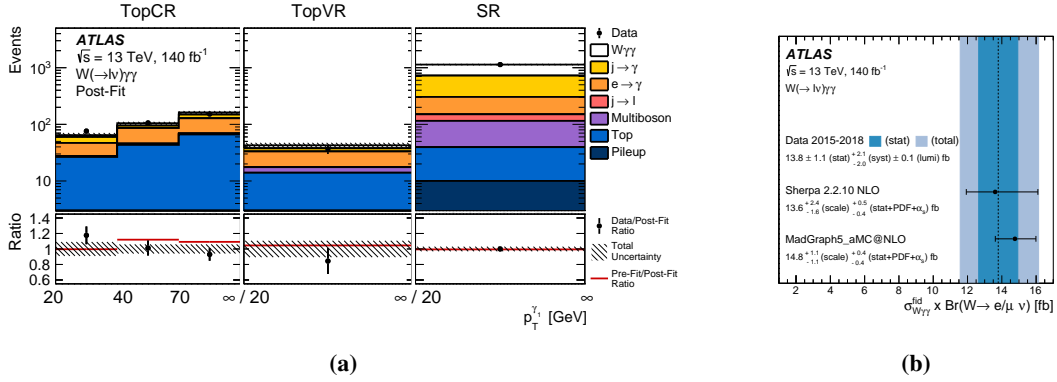 TopCR TopVR SR
Events
ATLAS
√s = 13 TeV, 140 fb⁻¹
W(→lν)γγ
Post-Fit
10³
10²
10
Data
Wγγ
j→γ
e→γ
j→l
Multiboson
Top
Pileup
Ratio
1.4
1.2
1
0.8
0.6
Data/Post-Fit
Ratio
Total
Uncertainty
Pre-Fit/Post-Fit
Ratio
20 40 70 ∞ / 20 ∞ / 20 ∞
p_T^γ₁ [GeV]
(a)
ATLAS
√s = 13 TeV, 140 fb⁻¹
W(→lν)γγ
Data 2015-2018 (stat) (total)
13.8 ± 1.1 (stat) +2.1 -2.0 (syst) ± 0.1 (lumi) fb
Sherpa 2.2.10 NLO
13.6 +2.4 -1.6 (scale) +0.5 -0.4 (stat+PDF+αs) fb
MadGraph5_aMC@NLO
14.8 +1.1 -1.1 (scale) +0.4 -0.4 (stat+PDF+αs) fb
2 4 6 8 10 12 14 16
σ^fid_Wγγ x Br(W→ e/μ ν) [fb]
(b)